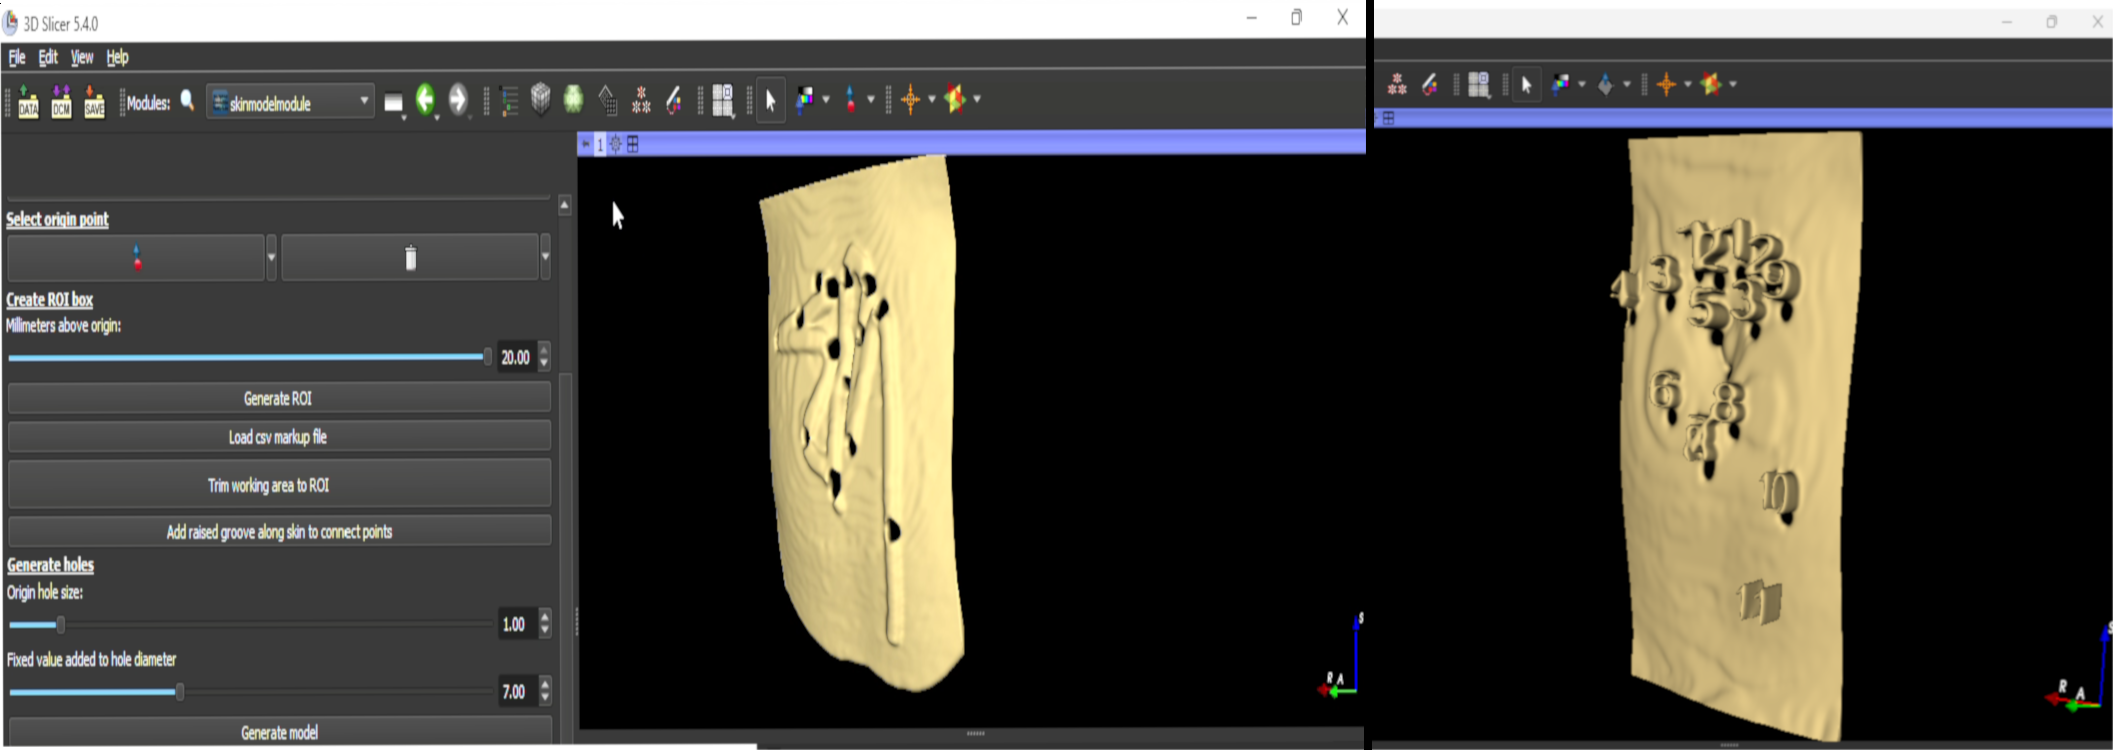 3D Slicer 5.4.0
File Edit View Help
DATA DCM SAVE Modules: skinmodelmodule
1
Select origin point
Create ROI box
Millimeters above origin:
20.00
Generate ROI
Load csv markup file
Trim working area to ROI
Add raised groove along skin to connect points
Generate holes
Origin hole size:
1.00
Fixed value added to hole diameter
7.00
Generate model
S
R A
12 1 2
4 3 9
5 3
6 8
10
11
S
R A